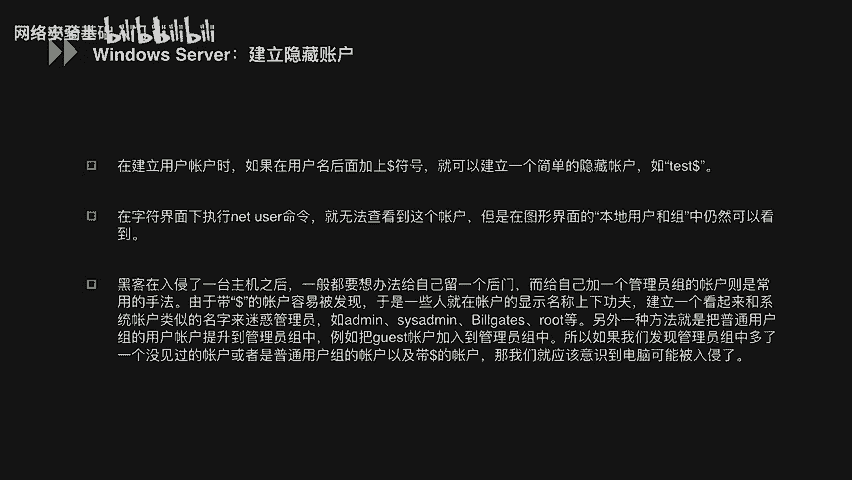 网络安全基础入门
bilibili
Windows Server：建立隐藏账户
在建立用户帐户时，如果在用户名后面加上$符号，就可以建立一个简单的隐藏帐户，如“test$”。
在字符界面下执行net user命令，就无法查看到这个帐户，但是在图形界面的“本地用户和组”中仍然可以看
到。
黑客在入侵了一台主机之后，一般都要想办法给自己留一个后门，而给自己加一个管理员组的帐户则是常
用的手法。由于带“$”的帐户容易被发现，于是一些人就在帐户的显示名称上下功夫，建立一个看起来和系
统帐户类似的名字来迷惑管理员，如admin、sysadmin、Billgates、root等。另外一种方法就是把普通用户
组的用户帐户提升到管理员组中，例如把guest帐户加入到管理员组中。所以如果我们发现管理员组中多了
一个没见过的帐户或者是普通用户组的帐户以及带$的帐户，那我们就应该意识到电脑可能被入侵了。